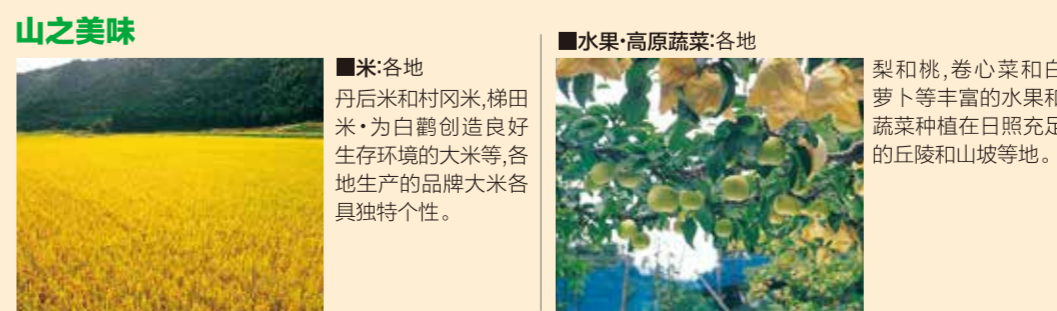 山之美味
■米:各地
丹后米和村冈米,梯田
米・为白鹳创造良好
生存环境的大米等,各
地生产的品牌大米各
具独特个性。
■水果・高原蔬菜:各地
梨和桃,卷心菜和白
萝卜等丰富的水果和
蔬菜种植在日照充足
的丘陵和山坡等地。